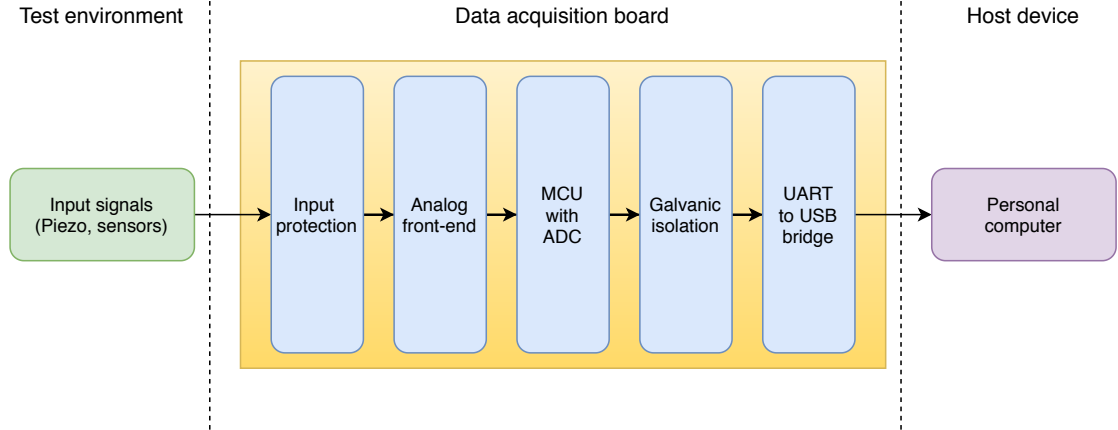 Test environment
Data acquisition board
Host device
Input signals
(Piezo, sensors)
Input
protection
Analog
front-end
MCU
with
ADC
Galvanic
isolation
UART
to USB
bridge
Personal
computer